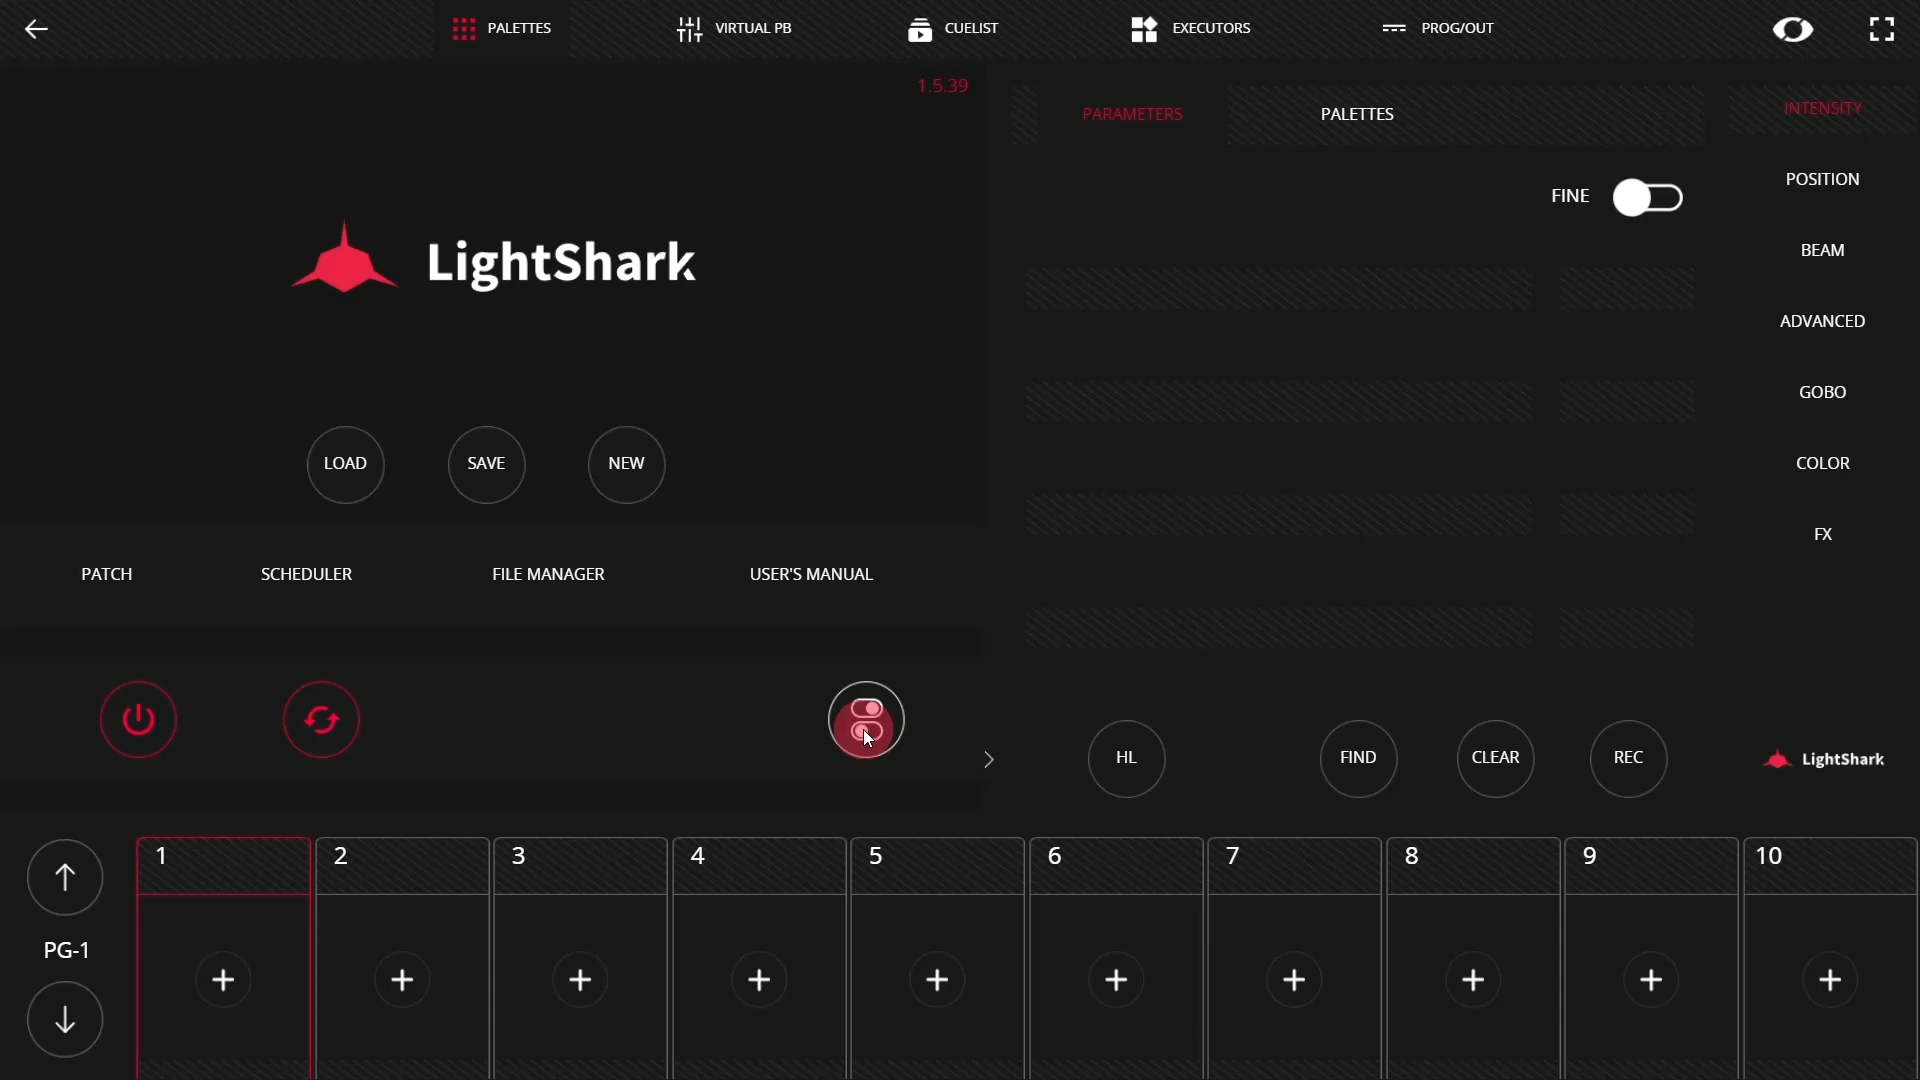 PALETTES
VIRTUAL PB
CUELIST
EXECUTORS
PROG/OUT
1.5.39
PARAMETERS
PALETTES
INTENSITY
FINE
POSITION
BEAM
ADVANCED
GOBO
COLOR
FX
LightShark
LOAD
SAVE
NEW
PATCH
SCHEDULER
FILE MANAGER
USER'S MANUAL
HL
FIND
CLEAR
REC
LightShark
PG-1
1
2
3
4
5
6
7
8
9
10